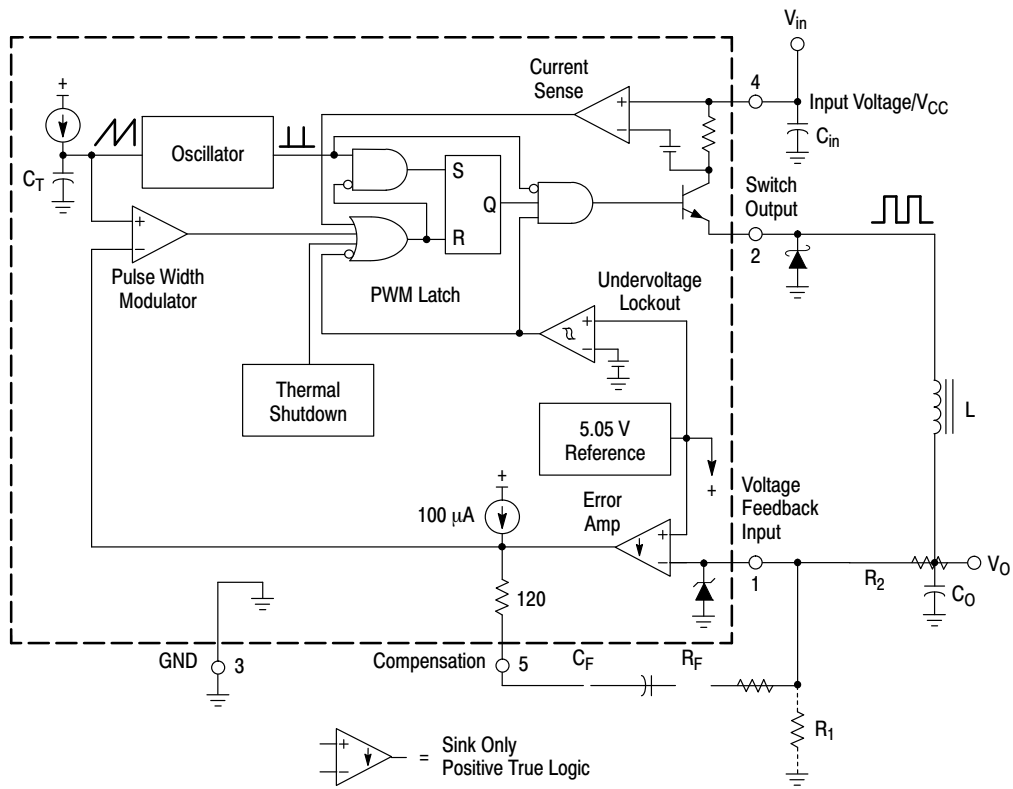 V_in
Current
Sense
4
Input Voltage/V_CC
+
+
−
C_in
Oscillator
C_T
S
Q
R
Switch
Output
2
+
−
Pulse Width
Modulator
PWM Latch
Undervoltage
Lockout
+
−
Thermal
Shutdown
L
5.05 V
Reference
+
Voltage
Feedback
Input
+
100 µA
Error
Amp
+
−
1
R_2
V_O
C_O
120
GND
3
Compensation
5
C_F
R_F
R_1
+
−
=
Sink Only
Positive True Logic